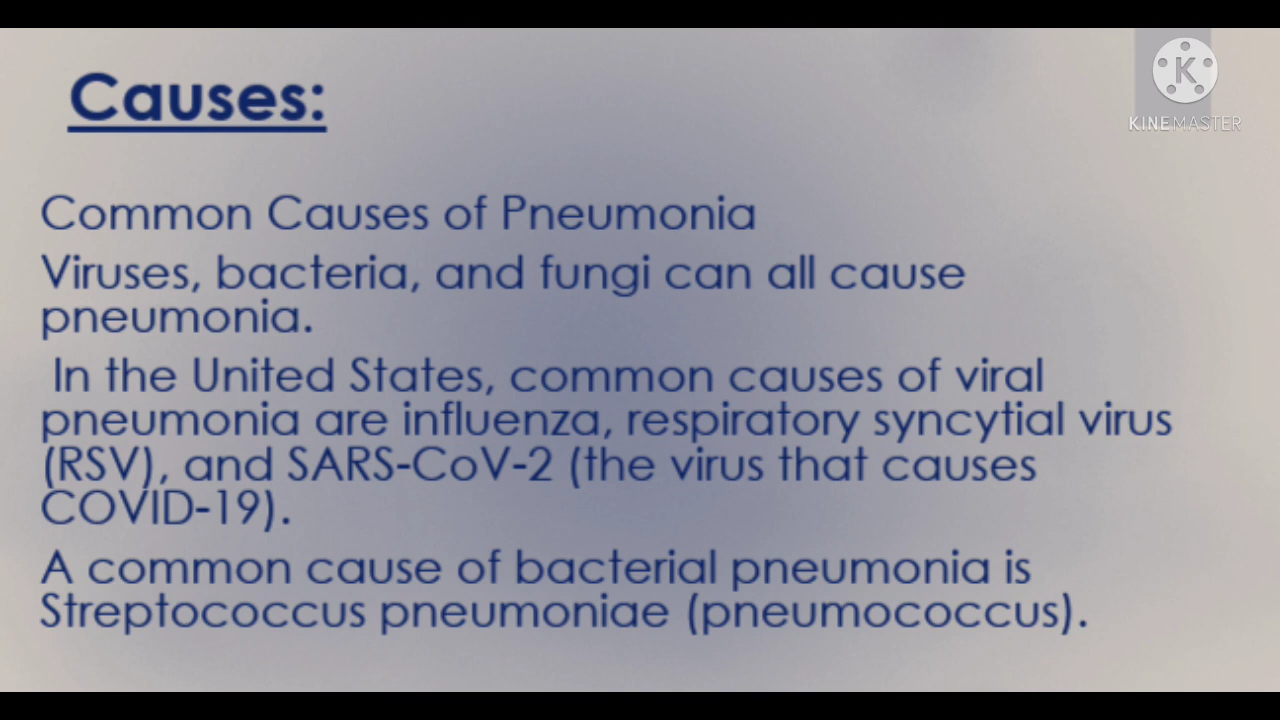 Causes:
K
KINEMASTER
Common Causes of Pneumonia
Viruses, bacteria, and fungi can all cause
pneumonia.
In the United States, common causes of viral
pneumonia are influenza, respiratory syncytial virus
(RSV), and SARS-CoV-2 (the virus that causes
COVID-19).
A common cause of bacterial pneumonia is
Streptococcus pneumoniae (pneumococcus).